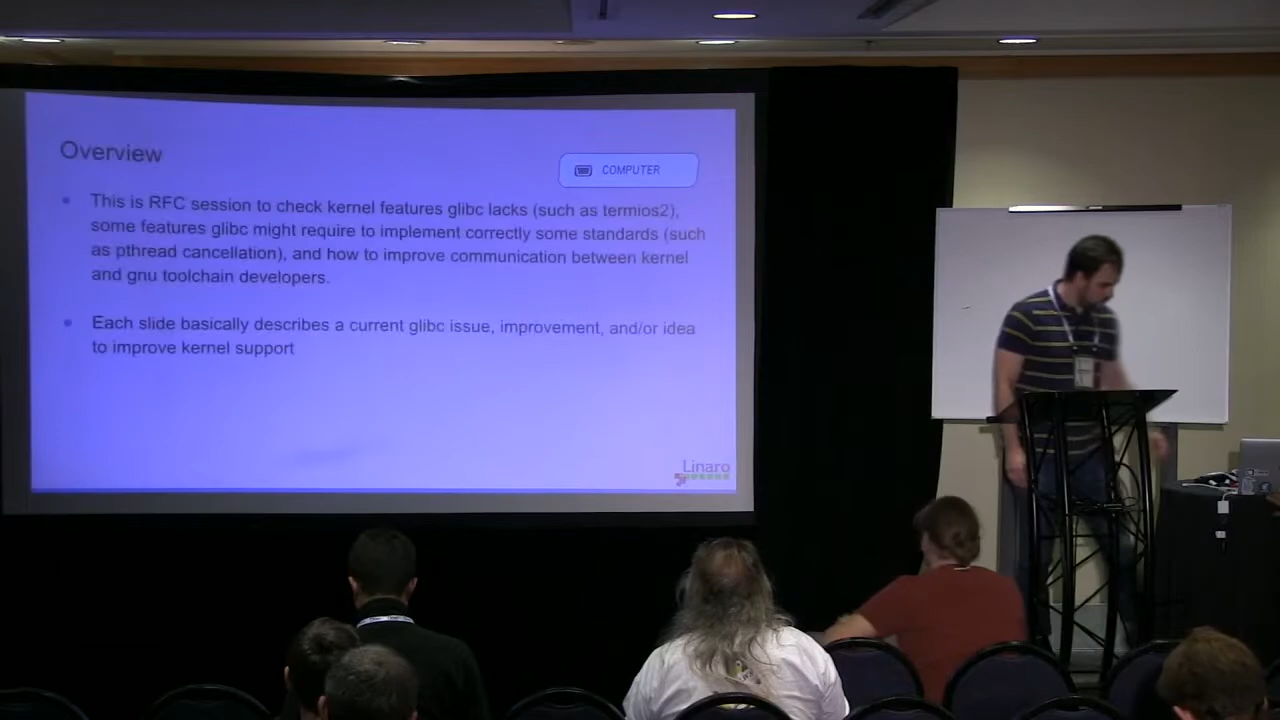 Overview
COMPUTER
This is RFC session to check kernel features glibc lacks (such as termios2),
some features glibc might require to implement correctly some standards (such
as pthread cancellation), and how to improve communication between kernel
and gnu toolchain developers.
Each slide basically describes a current glibc issue, improvement, and/or idea
to improve kernel support
Linaro